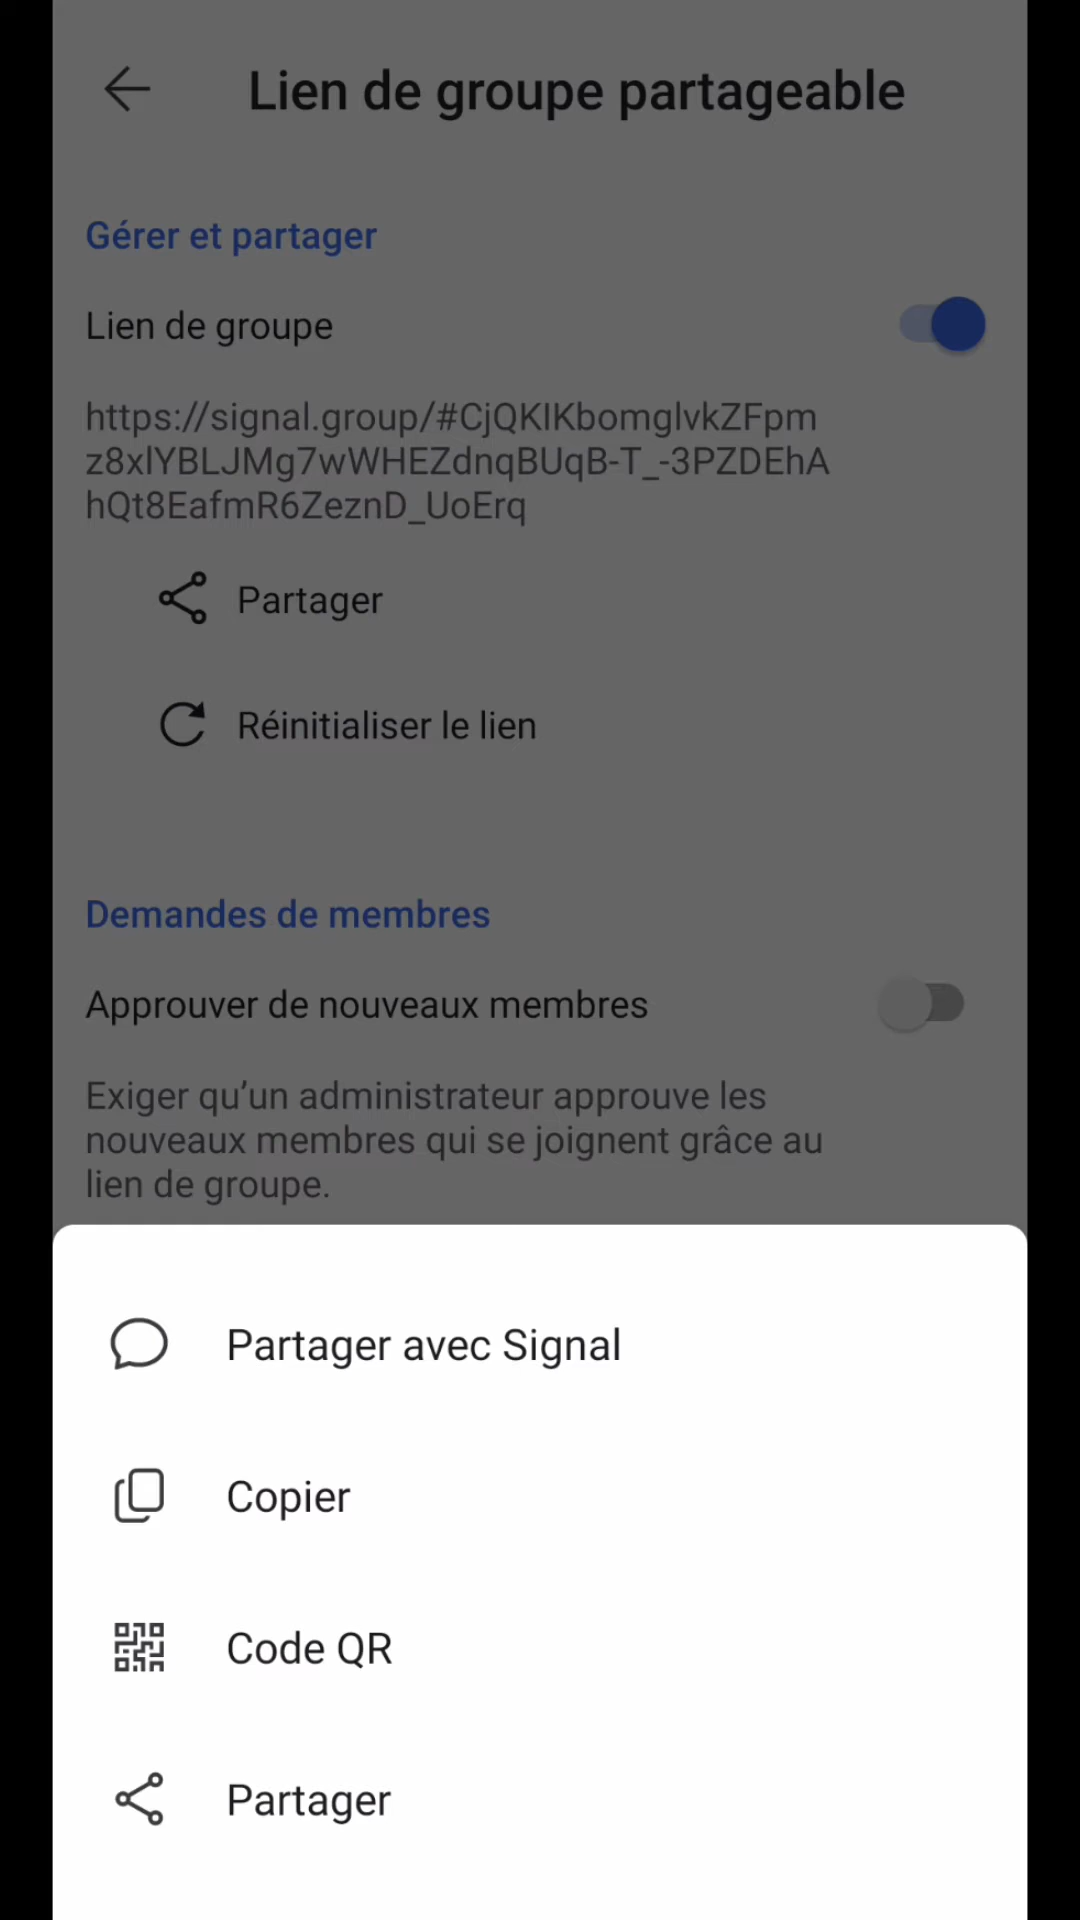 Lien de groupe partageable
Gérer et partager
Lien de groupe
https://signal.group/#CjQKIKbomglvkZFpm
z8xlYBLJMg7wWHEZdnqBUqB-T_-3PZDEhA
hQt8EafmR6ZeznD_UoErq
Partager
Réinitialiser le lien
Demandes de membres
Approuver de nouveaux membres
Exiger qu’un administrateur approuve les
nouveaux membres qui se joignent grâce au
lien de groupe.
Partager avec Signal
Copier
Code QR
Partager